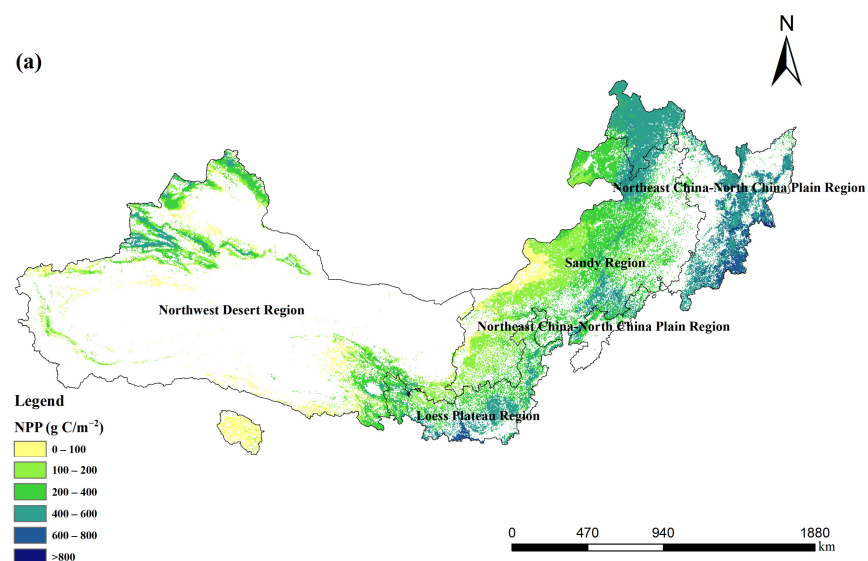 N
(a)
Northeast China-North China Plain Region
Sandy Region
Northwest Desert Region
Northeast China-North China Plain Region
Loess Plateau Region
Legend
NPP (g C/m⁻²)
0 – 100
100 – 200
200 – 400
400 – 600
600 – 800
>800
0 470 940 1880
km